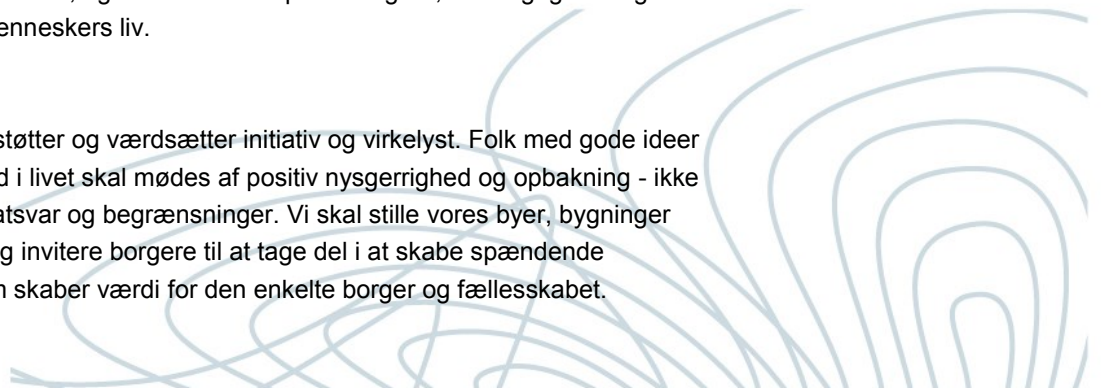 enneskers liv.
støtter og værdsætter initiativ og virkelyst. Folk med gode ideer
d i livet skal mødes af positiv nysgerrighed og opbakning - ikke
atsvar og begrænsninger. Vi skal stille vores byer, bygninger
g invitere borgere til at tage del i at skabe spændende
n skaber værdi for den enkelte borger og fællesskabet.